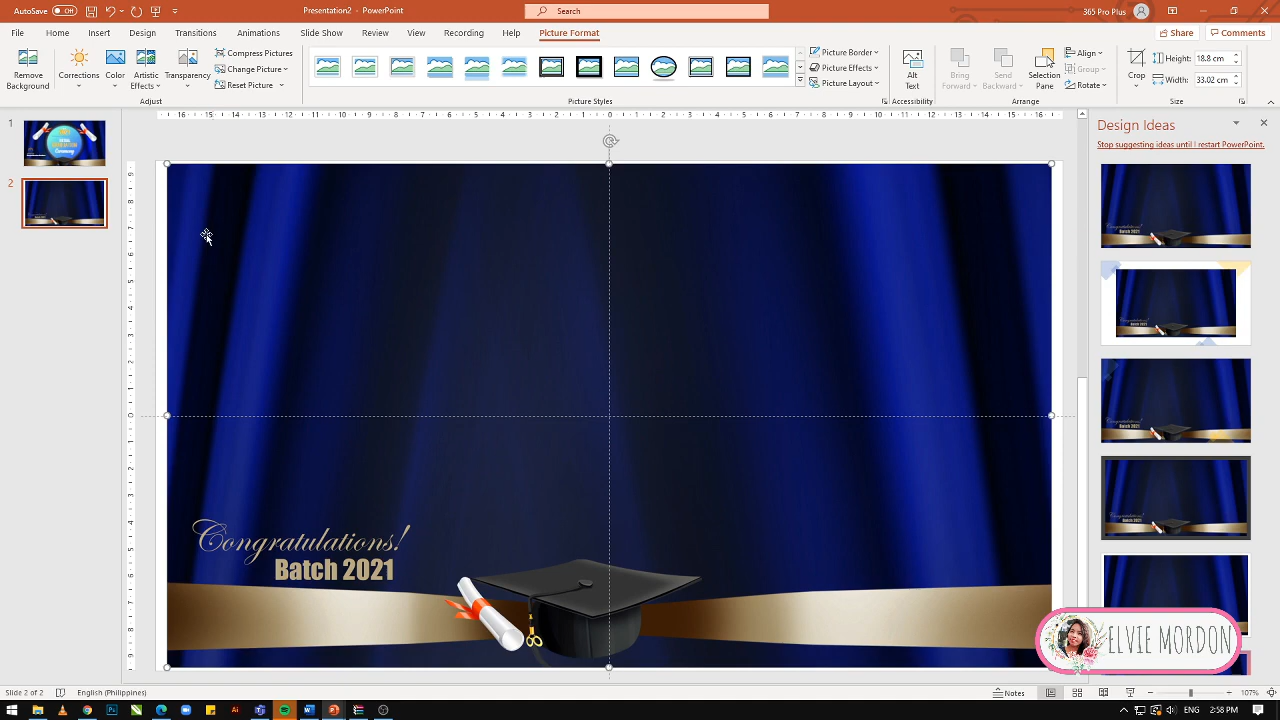 AutoSave Off
Presentation2 - PowerPoint
Search
365 Pro Plus
File Home Insert Design Transitions Animations Slide Show Review View Recording Help Picture Format
Share Comments
Remove Background
Corrections
Color
Artistic Effects
Transparency
Compress Pictures
Change Picture
Reset Picture
Adjust
Picture Styles
Picture Border
Picture Effects
Picture Layout
Alt Text
Accessibility
Bring Forward
Send Backward
Selection Pane
Align
Group
Rotate
Arrange
Crop
Height: 18.8 cm
Width: 33.02 cm
Size
Design Ideas
Stop suggesting ideas until I restart PowerPoint.
1
2
Congratulations!
Batch 2021
ELVIE MORDON
Slide 2 of 2
English (Philippines)
Notes
107%
ENG 2:58 PM